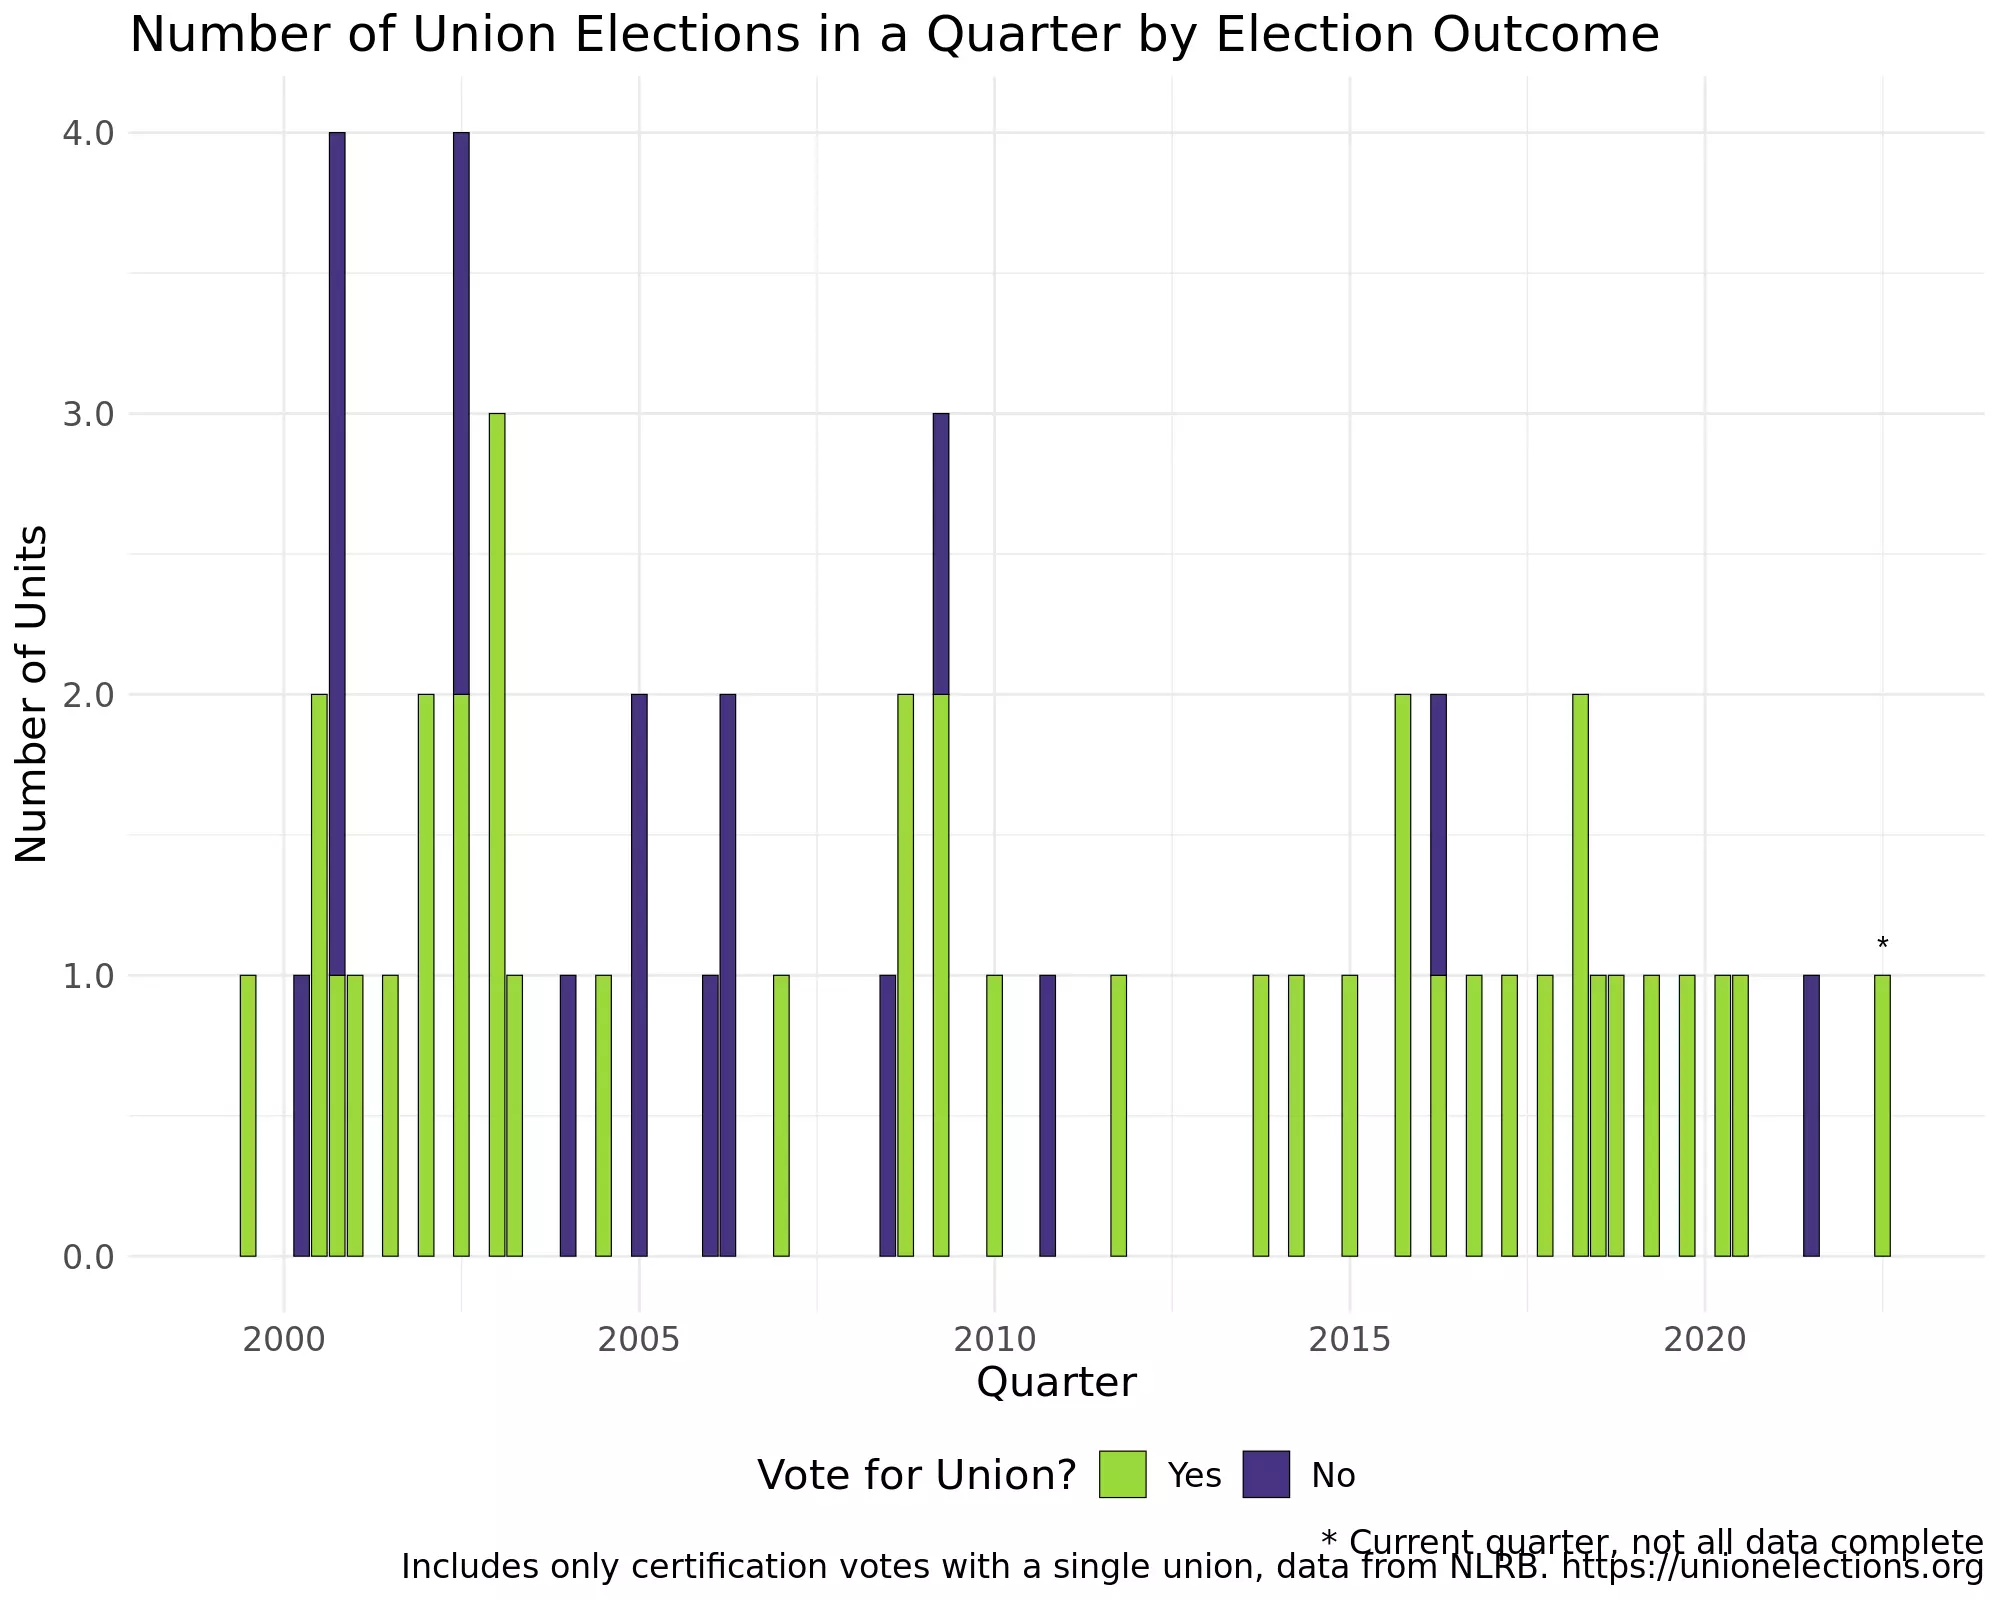 Number of Union Elections in a Quarter by Election Outcome
Number of Units
4.0
3.0
2.0
1.0
0.0
*
2000 2005 2010 2015 2020
Quarter
Vote for Union? Yes No
* Current quarter, not all data complete
Includes only certification votes with a single union, data from NLRB. https://unionelections.org